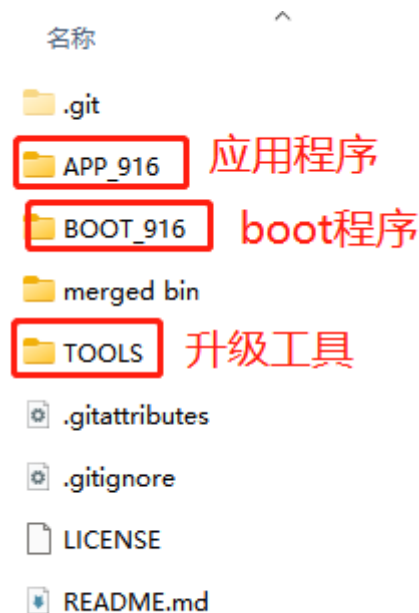 名称
.git
APP_916 应用程序
BOOT_916 boot程序
merged bin
TOOLS 升级工具
.gitattributes
.gitignore
LICENSE
README.md